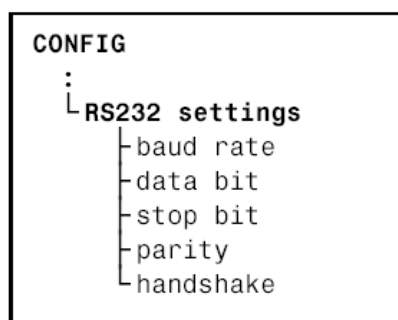 CONFIG
:
RS232 settings
baud rate
data bit
stop bit
parity
handshake